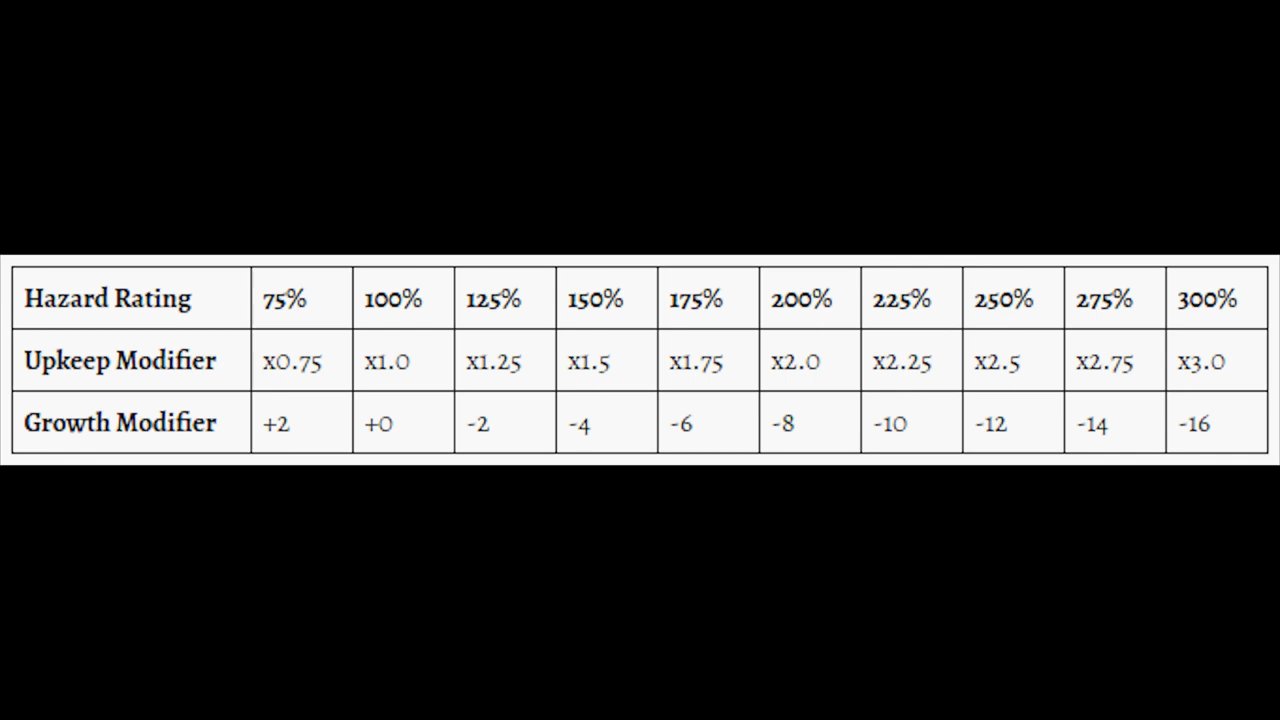 Hazard Rating 75% 100% 125% 150% 175% 200% 225% 250% 275% 300%
Upkeep Modifier x0.75 x1.0 x1.25 x1.5 x1.75 x2.0 x2.25 x2.5 x2.75 x3.0
Growth Modifier +2 +0 -2 -4 -6 -8 -10 -12 -14 -16